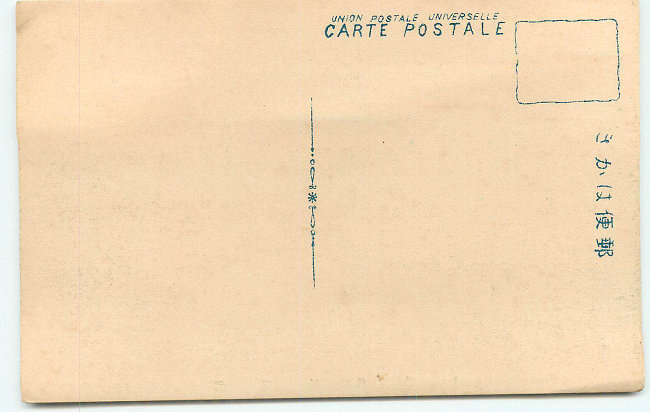 UNION POSTALE UNIVERSELLE
CARTE POSTALE
郵便はかき